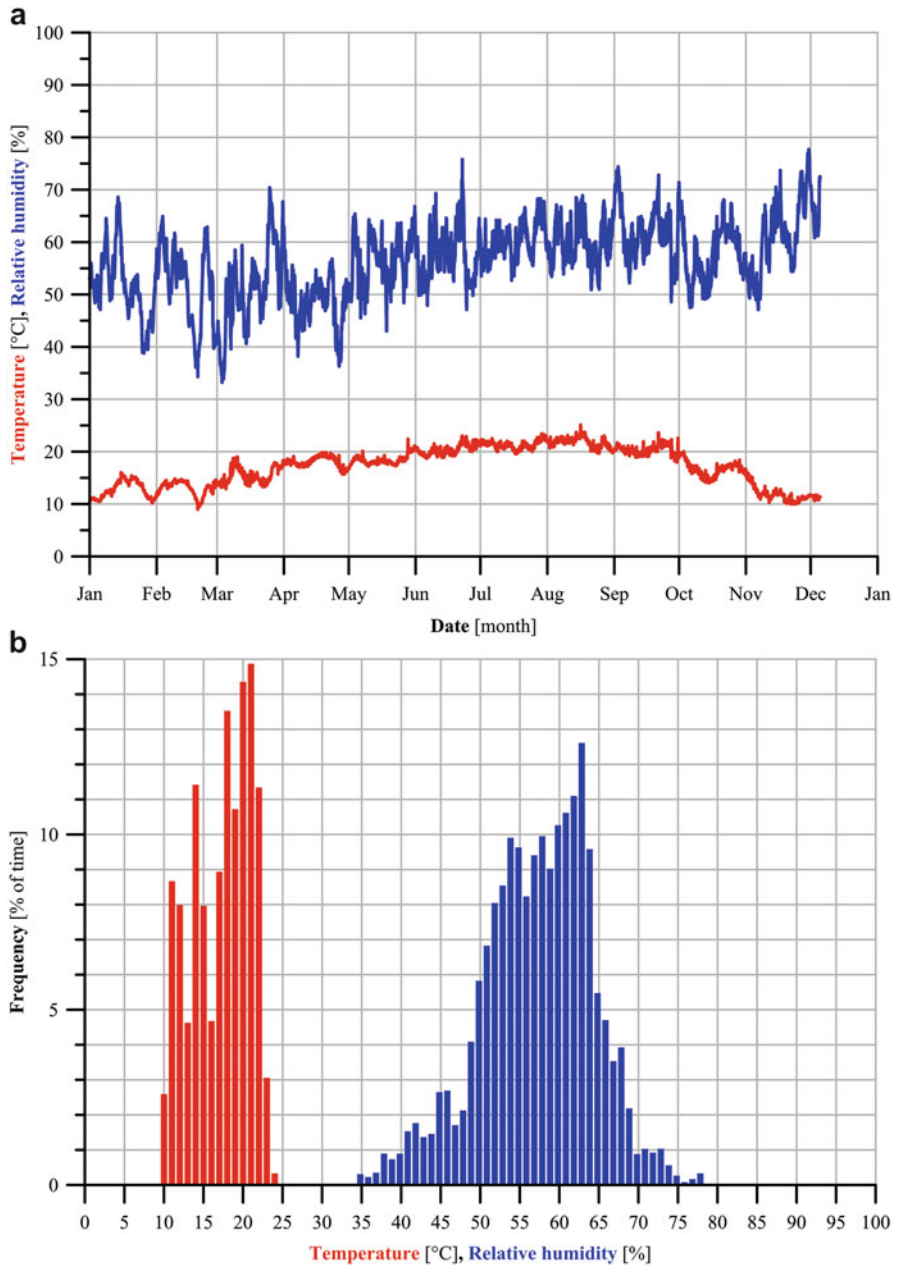 a
100
90
80
70
60
50
40
30
20
10
0
Temperature [°C], Relative humidity [%]
Jan Feb Mar Apr May Jun Jul Aug Sep Oct Nov Dec Jan
Date [month]
b
15
10
5
0
Frequency [% of time]
0 5 10 15 20 25 30 35 40 45 50 55 60 65 70 75 80 85 90 95 100
Temperature [°C], Relative humidity [%]